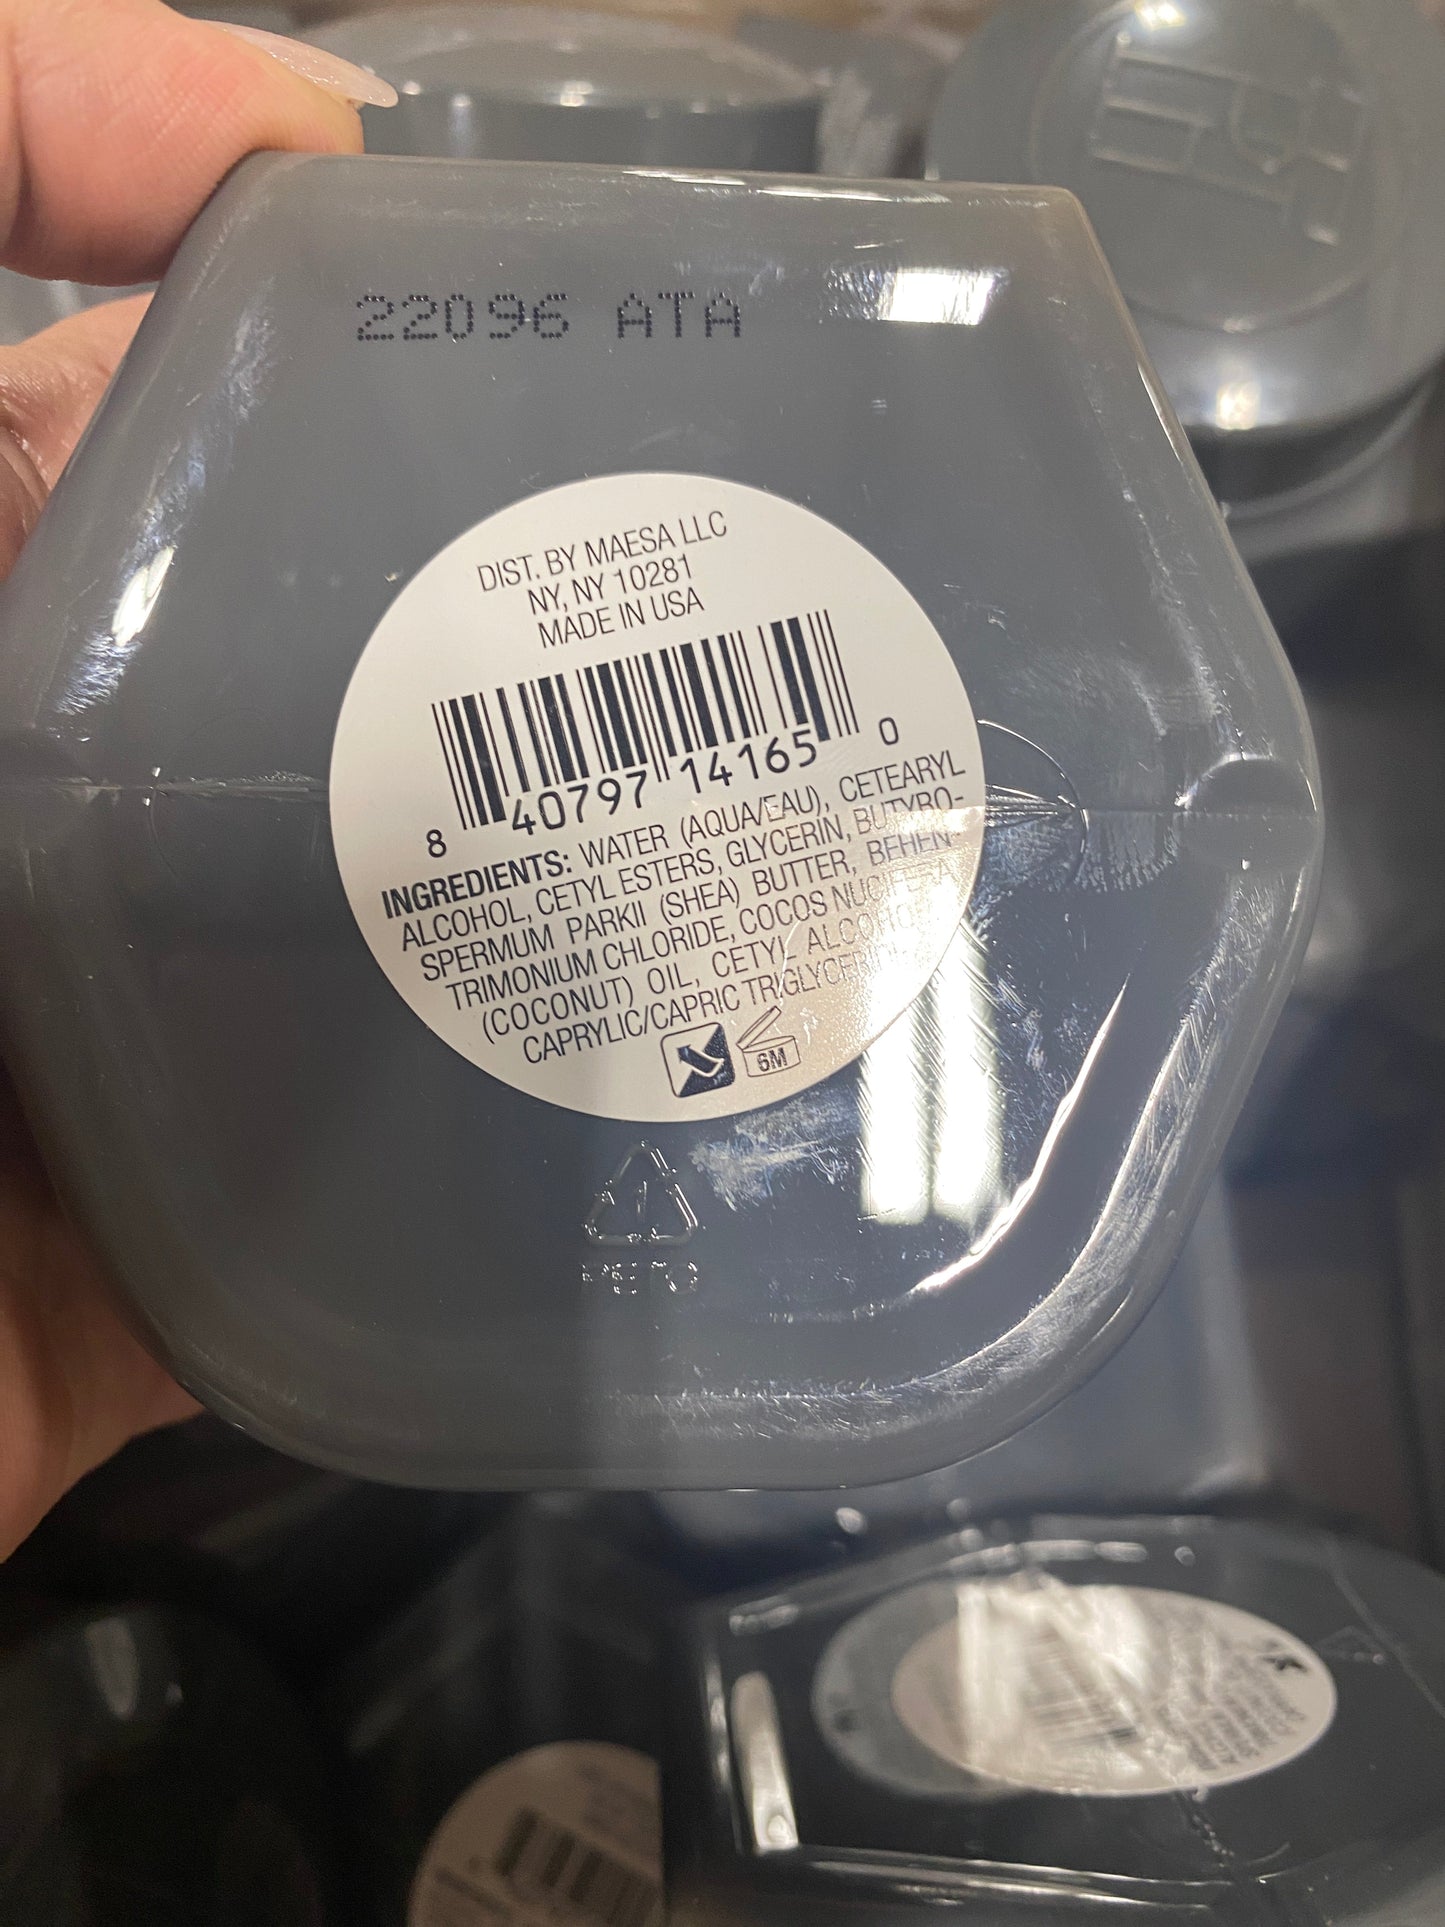 22096 ATA
DIST. BY MAESA LLC
NY, NY 10281
MADE IN USA
8 40797 14165 0
INGREDIENTS: WATER (AQUA/EAU), CETEARYL
ALCOHOL, CETYL ESTERS, GLYCERIN, BUTYRO-
SPERMUM PARKII (SHEA) BUTTER, BEHEN-
TRIMONIUM CHLORIDE, COCOS NUCIFERA
(COCONUT) OIL, CETYL ALCOHOL,
CAPRYLIC/CAPRIC TRIGLYCERIDE
6M
1